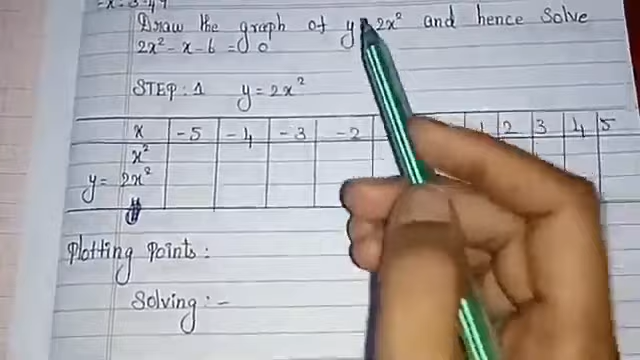 Draw the graph of y 2x² and hence Solve
2x² - x - 6 = 0
STEP : 1 y = 2x²
x -5 -4 -3 -2 1 2 3 4 5
x²
y = 2x²
Plotting Points :
Solving :-